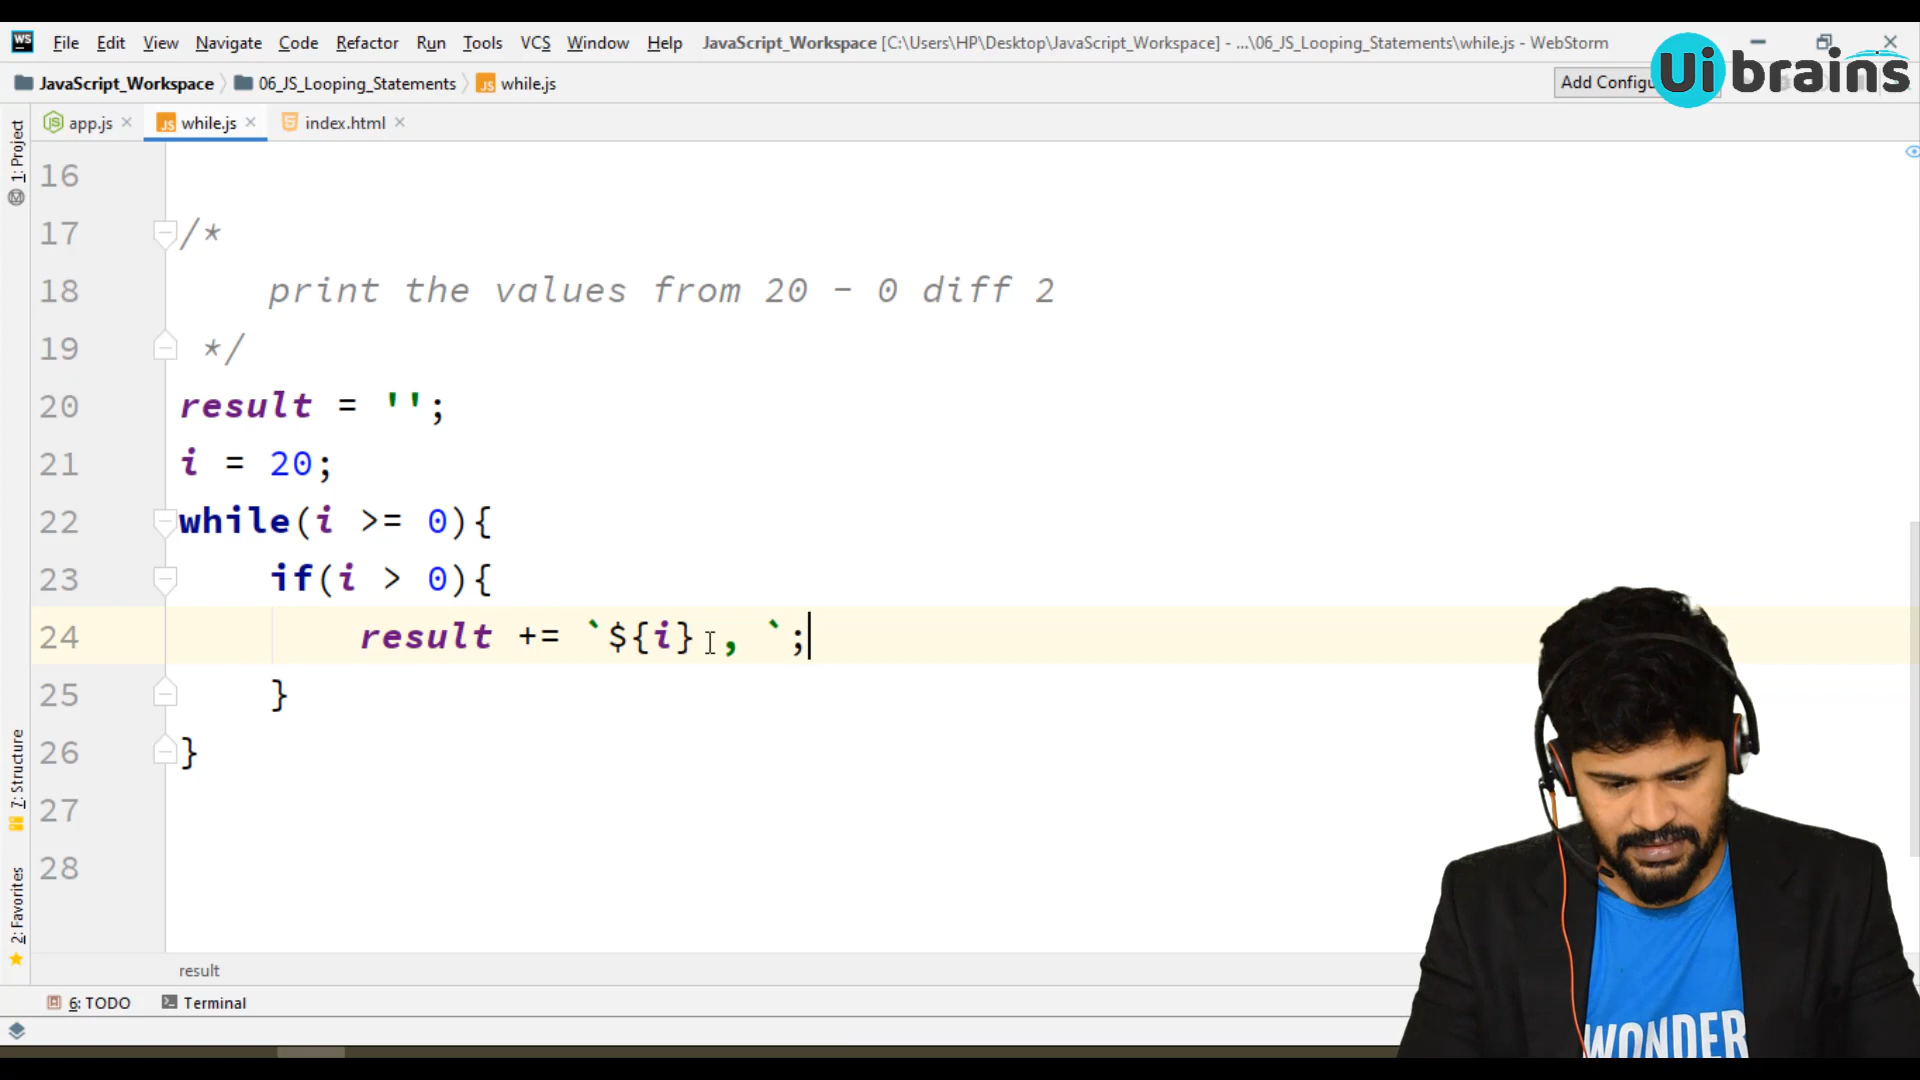 WS File Edit View Navigate Code Refactor Run Tools VCS Window Help JavaScript_Workspace [C:\Users\HP\Desktop\JavaScript_Workspace] - ...\06_JS_Looping_Statements\while.js - WebStorm
JavaScript_Workspace 06_JS_Looping_Statements JS while.js Add Configu Ui brains
app.js JS while.js index.html
1: Project
16
17 /*
18 print the values from 20 - 0 diff 2
19 */
20 result = '';
21 i = 20;
22 while(i >= 0){
23 if(i > 0){
24 result += `${i} , `;
25 }
26 }
27
28
7: Structure
2: Favorites
result
6: TODO Terminal
WONDER